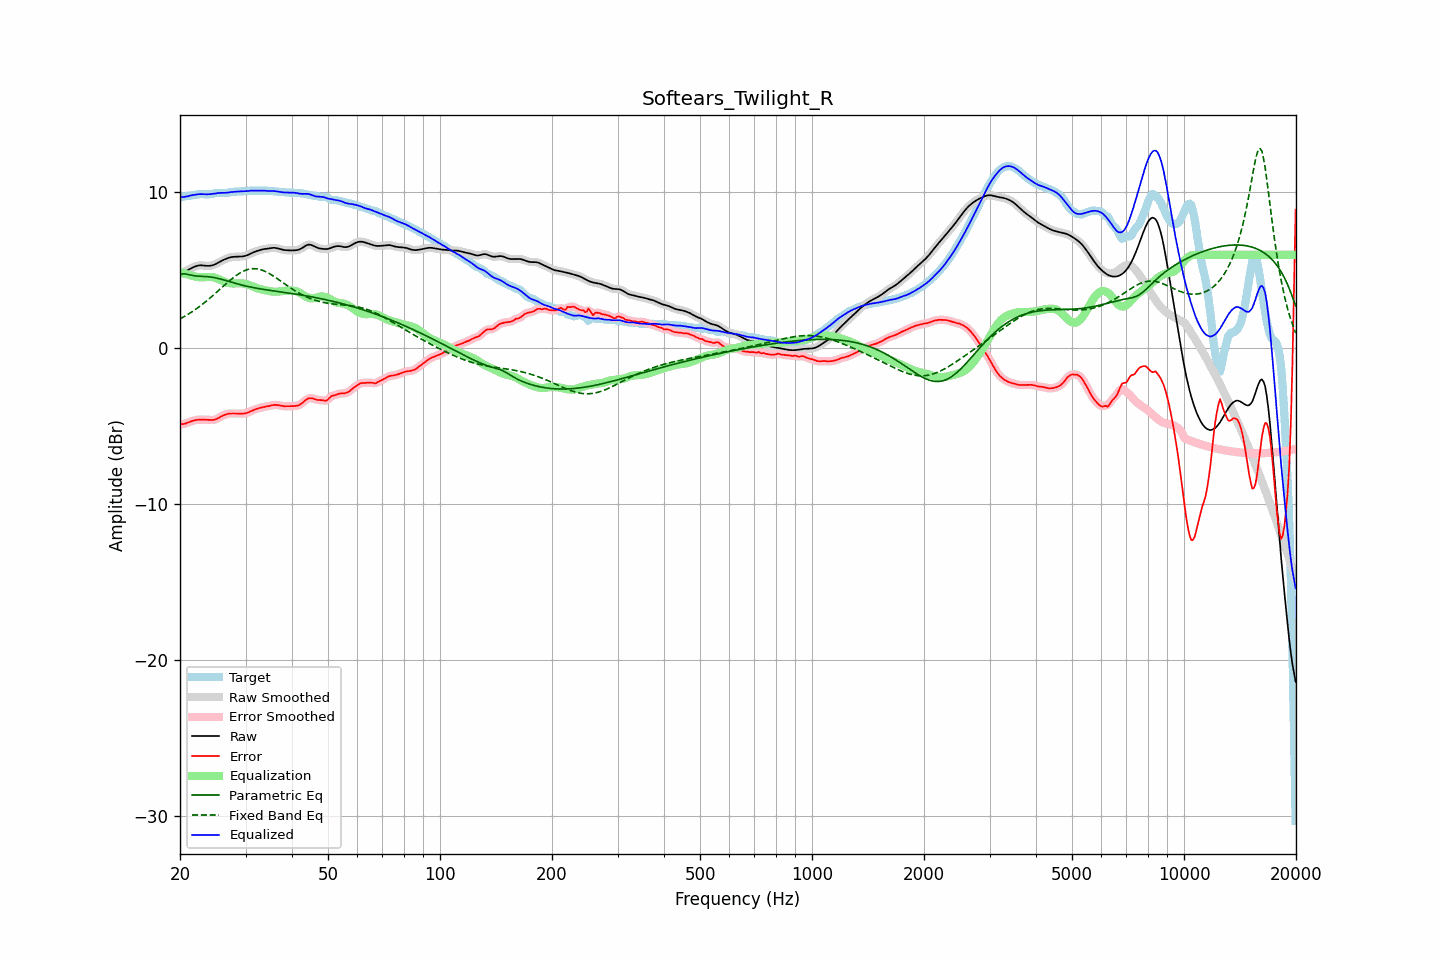 Softears_Twilight_R
Amplitude (dBr)
10
0
−10
−20
−30
Target
Raw Smoothed
Error Smoothed
Raw
Error
Equalization
Parametric Eq
Fixed Band Eq
Equalized
20 50 100 200 500 1000 2000 5000 10000 20000
Frequency (Hz)